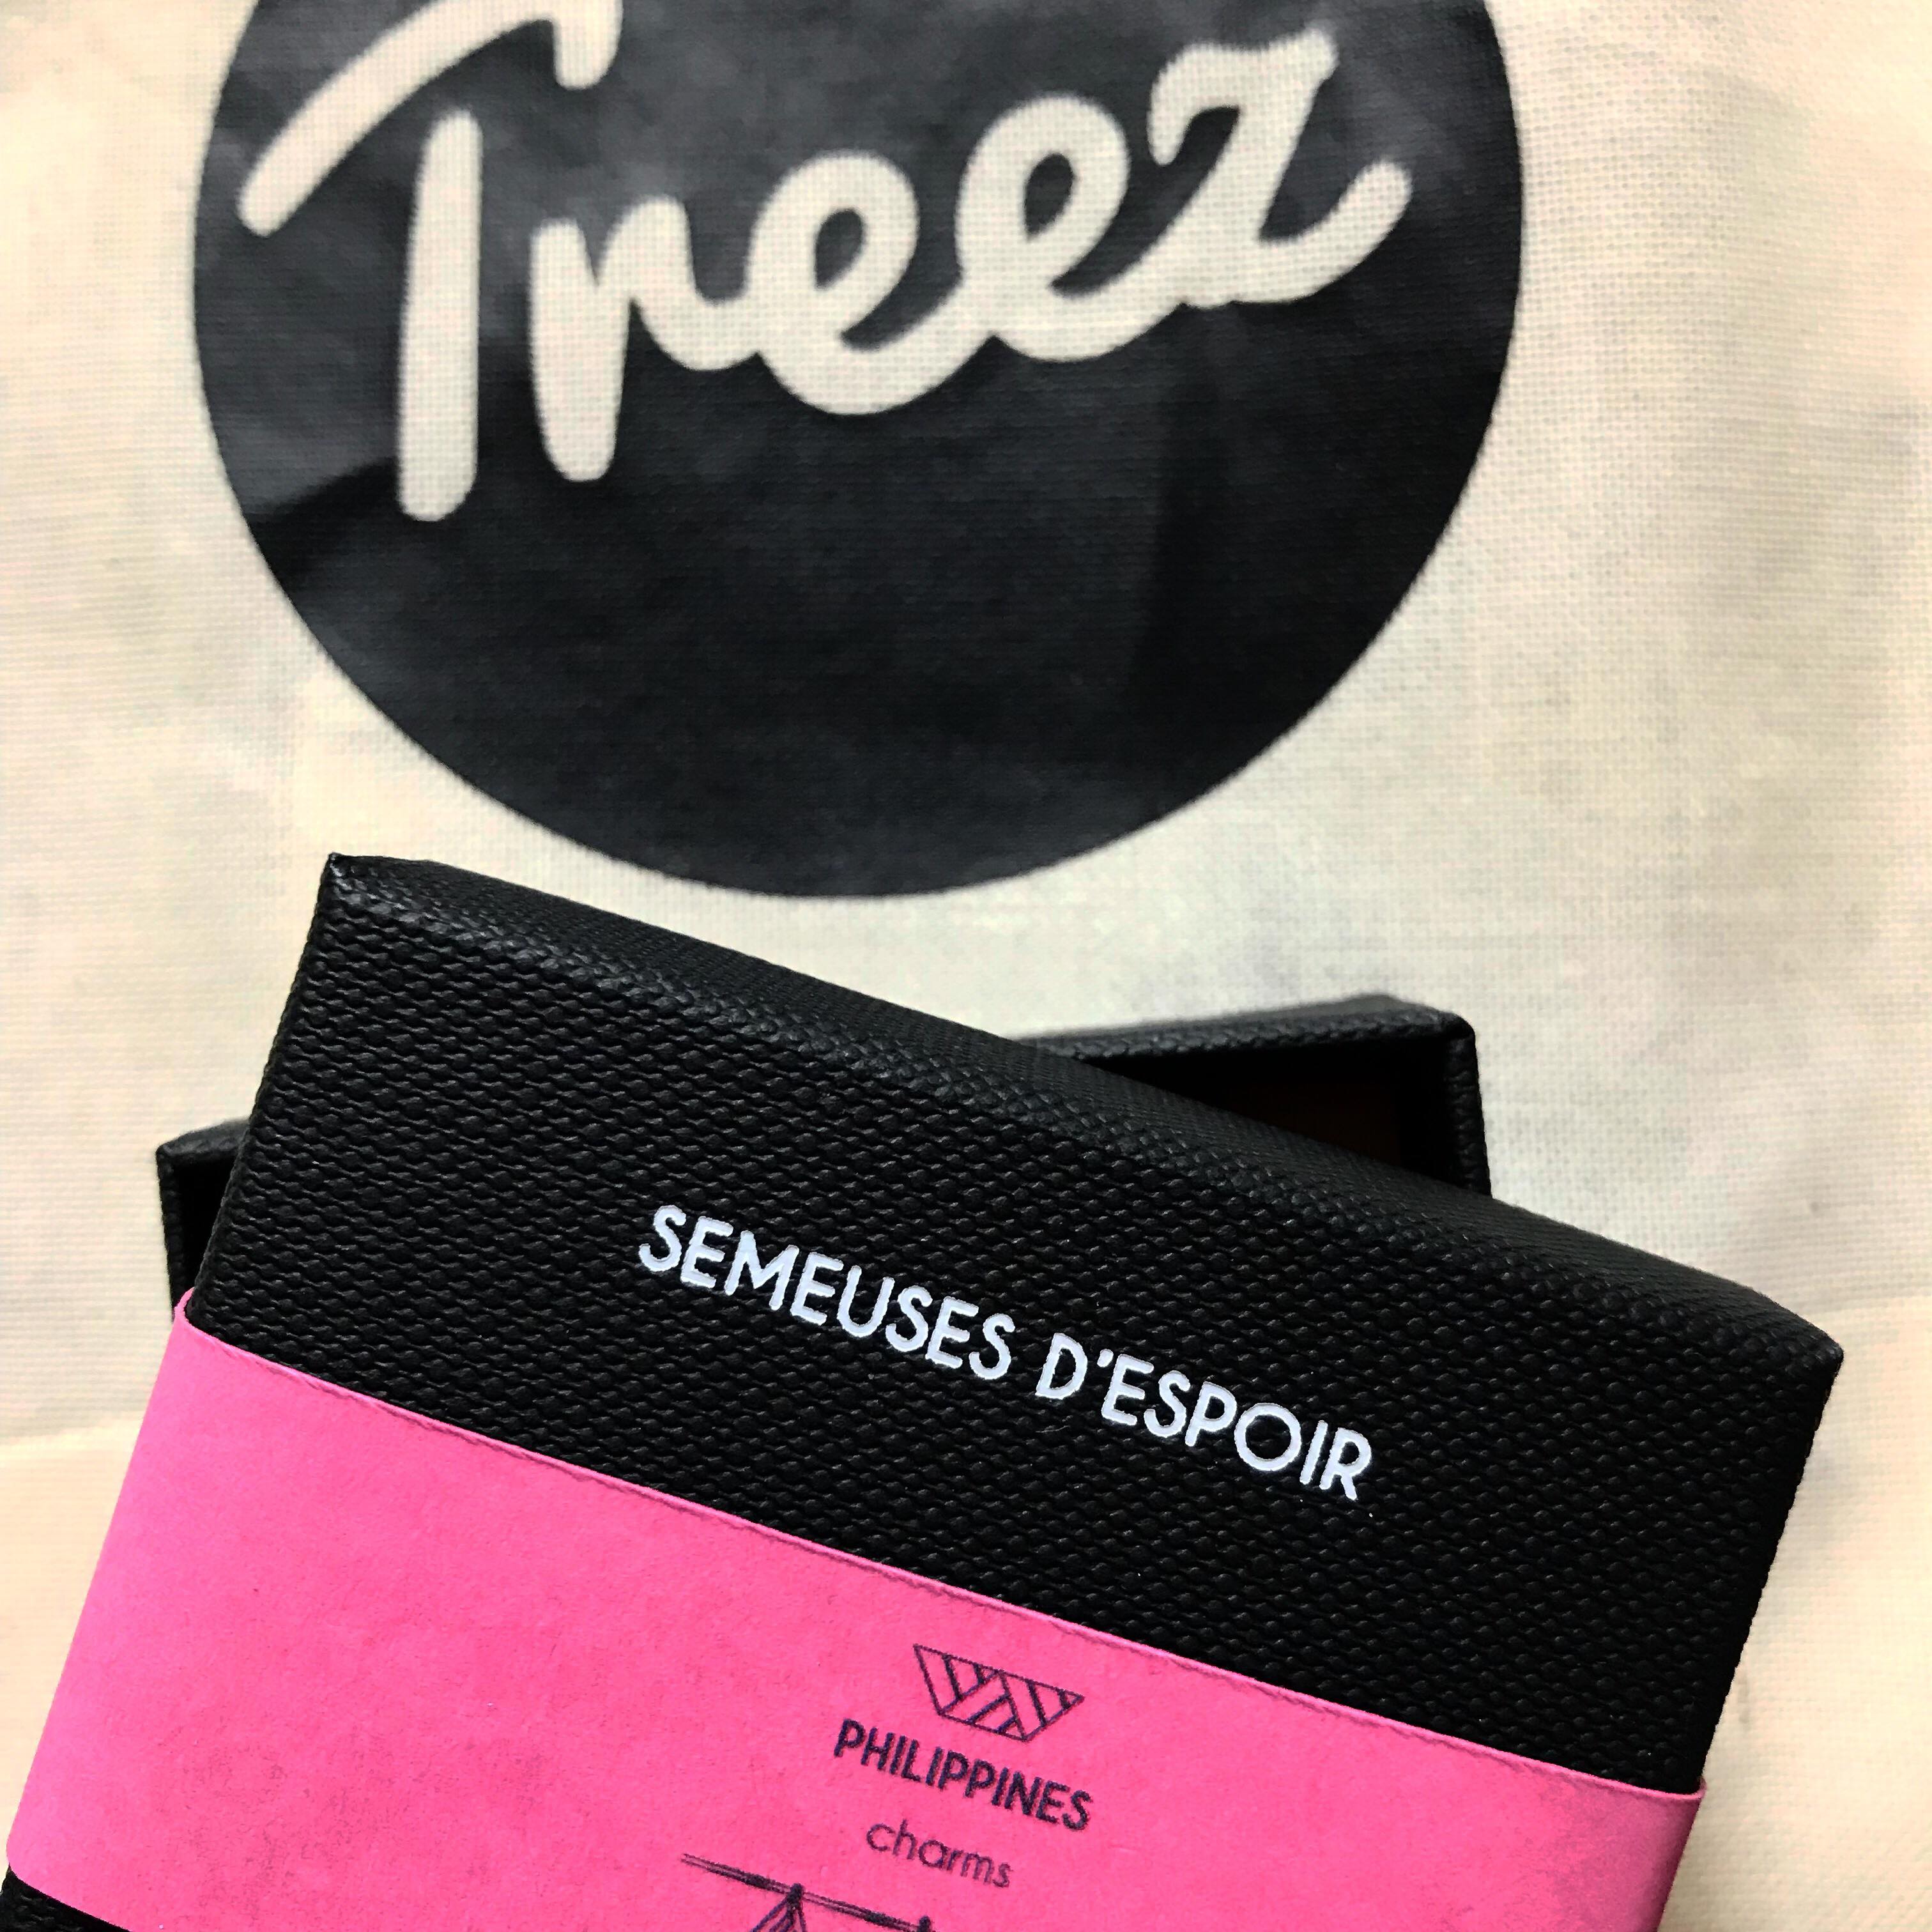 Treez
SEMEUSES D'ESPOIR
PHILIPPINES
charms